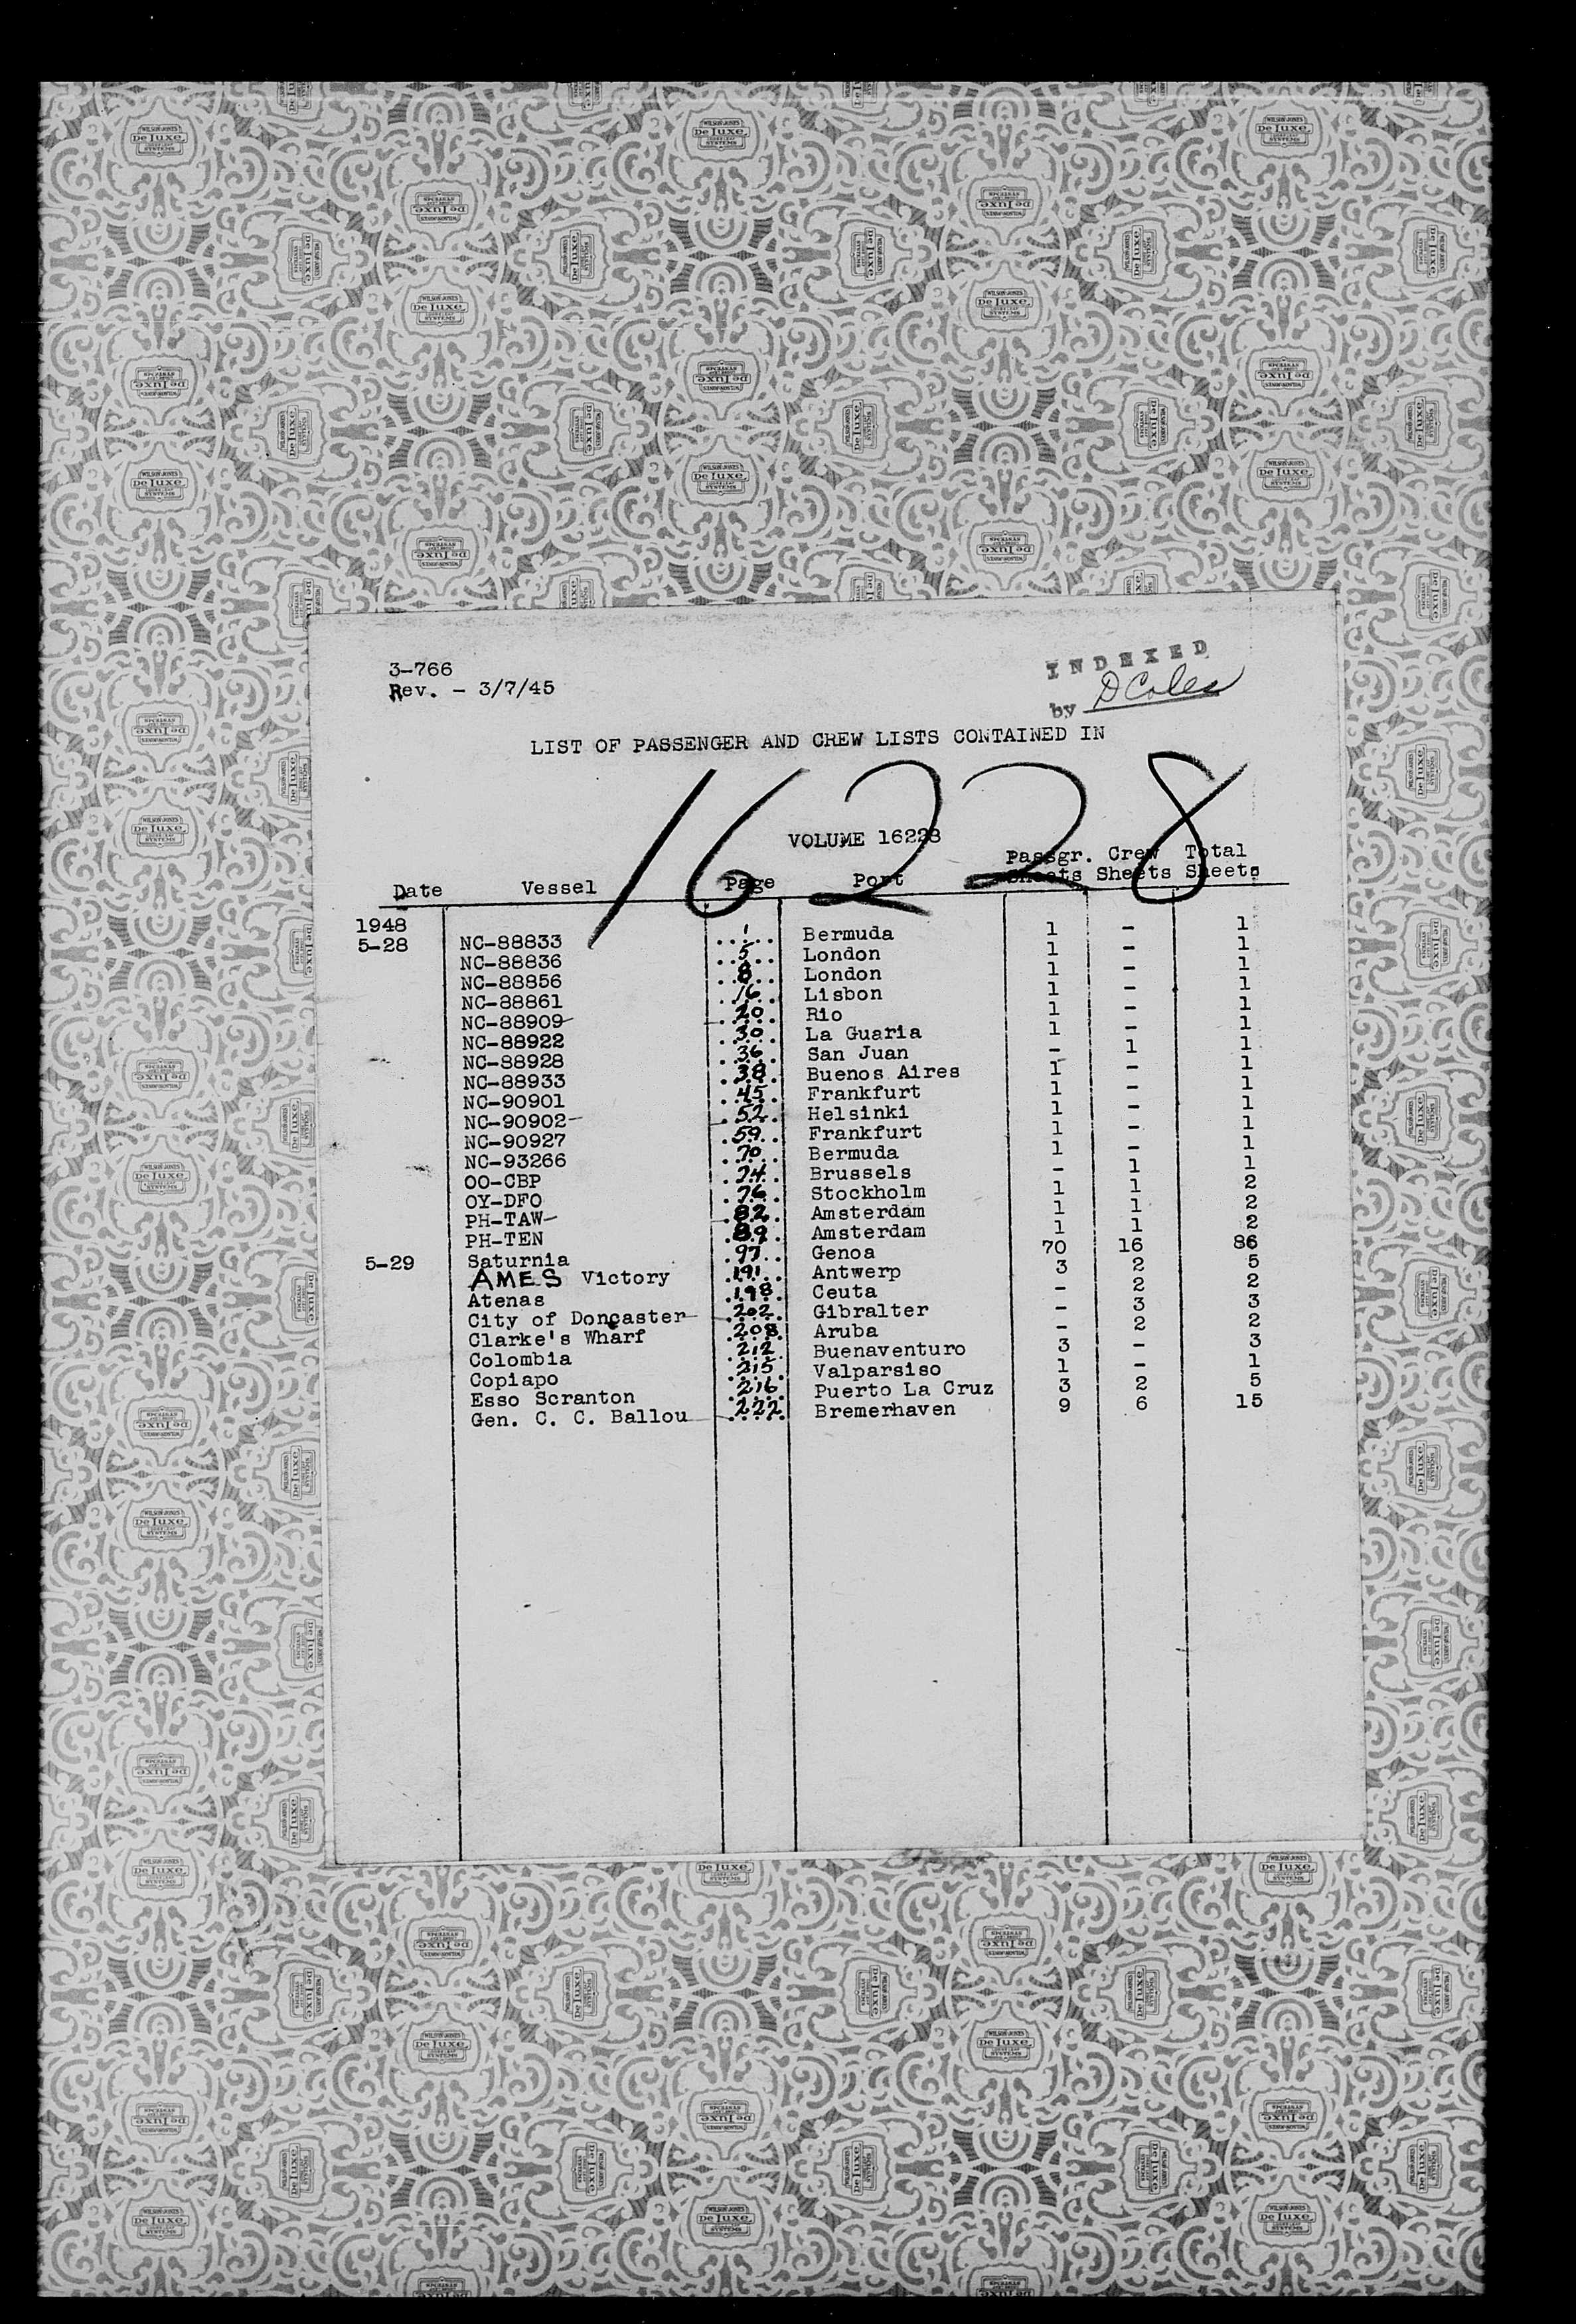 3-766
Rev. - 3/7/45
INDEXED
by D Coles
LIST OF PASSENGER AND CREW LISTS CONTAINED IN
16228
VOLUME 16228
Date Vessel Page Port Passgr. Sheets Crew Sheets Total Sheets
1948
5-28 NC-88833 1 Bermuda 1 - 1
NC-88836 5 London 1 - 1
NC-88856 8 London 1 - 1
NC-88861 16 Lisbon 1 - 1
NC-88909 20 Rio 1 - 1
NC-88922 30 La Guaria 1 - 1
NC-88928 36 San Juan - 1 1
NC-88933 38 Buenos Aires 1 - 1
NC-90901 45 Frankfurt 1 - 1
NC-90902 52 Helsinki 1 - 1
NC-90927 59 Frankfurt 1 - 1
NC-93266 70 Bermuda 1 - 1
OO-CBP 74 Brussels - 1 1
OY-DFO 76 Stockholm 1 1 2
PH-TAW 82 Amsterdam 1 1 2
PH-TEN 89 Amsterdam 1 1 2
5-29 Saturnia 97 Genoa 70 16 86
AMES Victory 191 Antwerp 3 2 5
Atenas 198 Ceuta - 2 2
City of Doncaster 202 Gibralter - 3 3
Clarke's Wharf 208 Aruba - 2 2
Colombia 212 Buenaventuro 3 - 3
Copiapo 215 Valparsiso 1 - 1
Esso Scranton 216 Puerto La Cruz 3 2 5
Gen. C. C. Ballou 222 Bremerhaven 9 6 15
WILSON-JONES
De Luxe
LOOSE LEAF
SYSTEMS